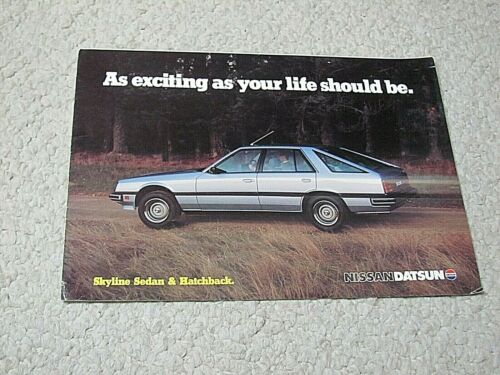 As exciting as your life should be.
Skyline Sedan & Hatchback.
NISSAN DATSUN